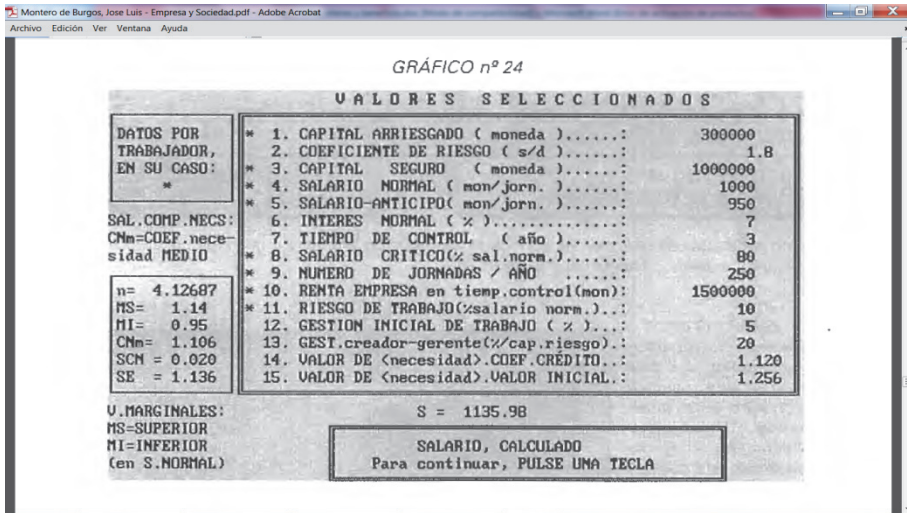 Montero de Burgos, Jose Luis - Empresa y Sociedad.pdf - Adobe Acrobat
Archivo Edición Ver Ventana Ayuda
GRÁFICO nº 24
VALORES SELECCIONADOS
DATOS POR
TRABAJADOR,
EN SU CASO:
*
SAL.COMP.NECS:
CNm=COEF.nece-
sidad MEDIO
n= 4.12687
MS= 1.14
MI= 0.95
CNm= 1.106
SCN = 0.020
SE = 1.136
V.MARGINALES:
MS=SUPERIOR
MI=INFERIOR
(en S.NORMAL)
* 1. CAPITAL ARRIESGADO ( moneda )......: 300000
2. COEFICIENTE DE RIESGO ( s/d )......: 1.8
* 3. CAPITAL SEGURO ( moneda )......: 1000000
* 4. SALARIO NORMAL ( mon/jorn. )......: 1000
* 5. SALARIO-ANTICIPO( mon/jorn. )......: 950
6. INTERES NORMAL ( % )..............: 7
7. TIEMPO DE CONTROL ( año )......: 3
* 8. SALARIO CRITICO(% sal.norm.)......: 80
* 9. NUMERO DE JORNADAS / AÑO ......: 250
* 10. RENTA EMPRESA en tiemp.control(mon): 1500000
* 11. RIESGO DE TRABAJO(%salario norm.)..: 10
12. GESTION INICIAL DE TRABAJO ( % )...: 5
13. GEST.creador-gerente(%/cap.riesgo).: 20
14. VALOR DE <necesidad>.COEF.CRÉDITO..: 1.120
15. VALOR DE <necesidad>.VALOR INICIAL.: 1.256
S = 1135.98
SALARIO, CALCULADO
Para continuar, PULSE UNA TECLA